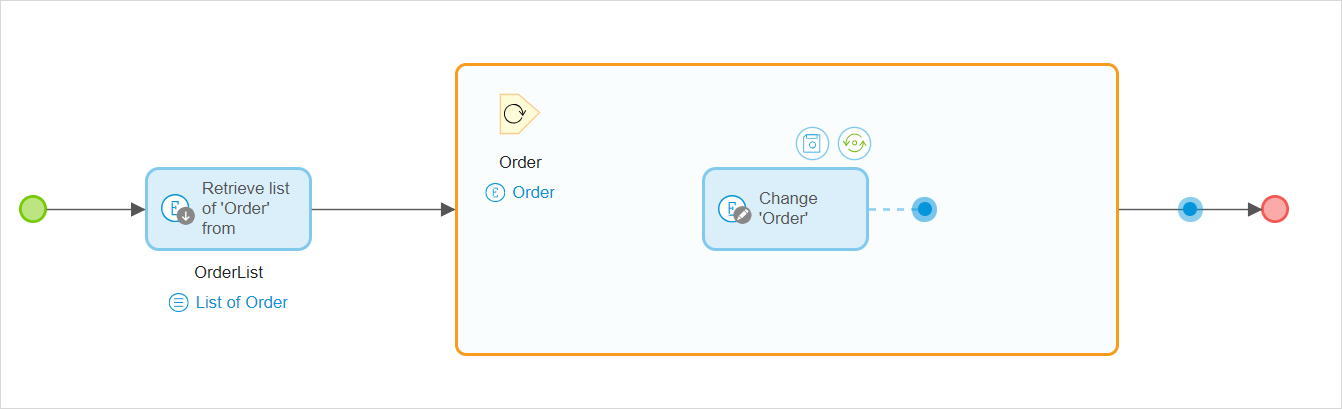 Retrieve list
of 'Order'
from
OrderList
List of Order
Order
Order
Change
'Order'